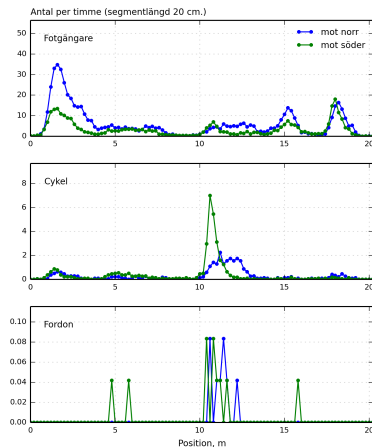 Antal per timme (segmentlängd 20 cm.)
50
40
30
20
10
0
Fotgängare
mot norr
mot söder
0 5 10 15 20
8
6
4
2
0
Cykel
0 5 10 15 20
0.10
0.08
0.06
0.04
0.02
0.00
Fordon
0 5 10 15 20
Position, m